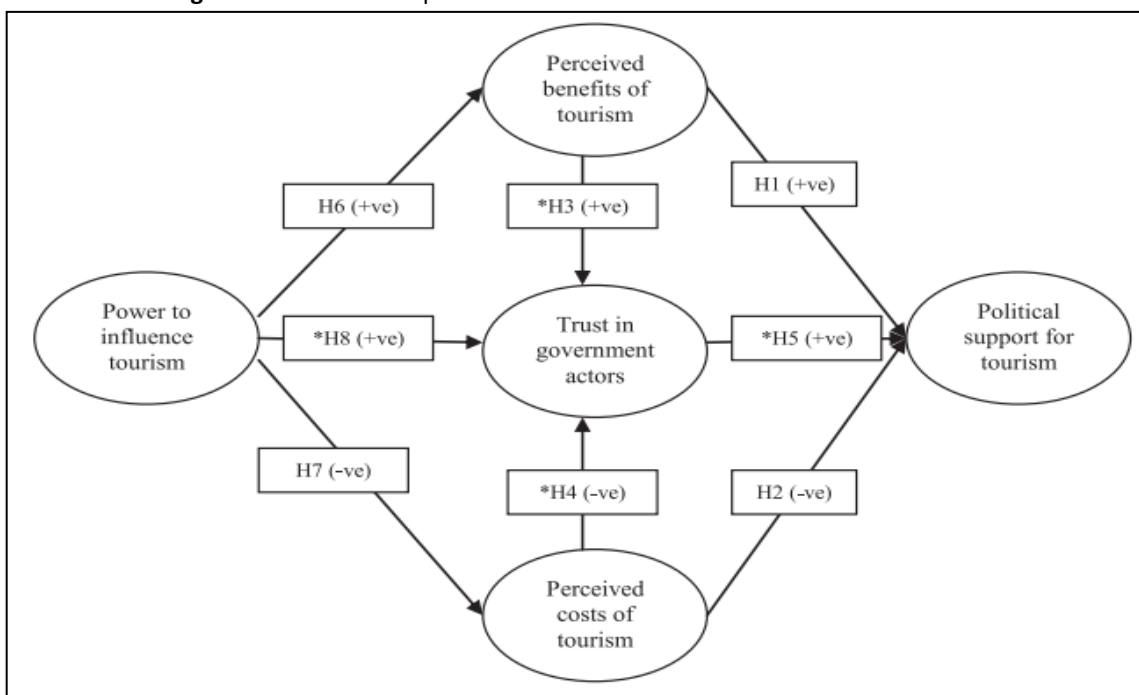 Perceived
benefits of
tourism
H6 (+ve)
*H3 (+ve)
H1 (+ve)
Power to
influence
tourism
*H8 (+ve)
Trust in
government
actors
*H5 (+ve)
Political
support for
tourism
H7 (-ve)
*H4 (-ve)
H2 (-ve)
Perceived
costs of
tourism